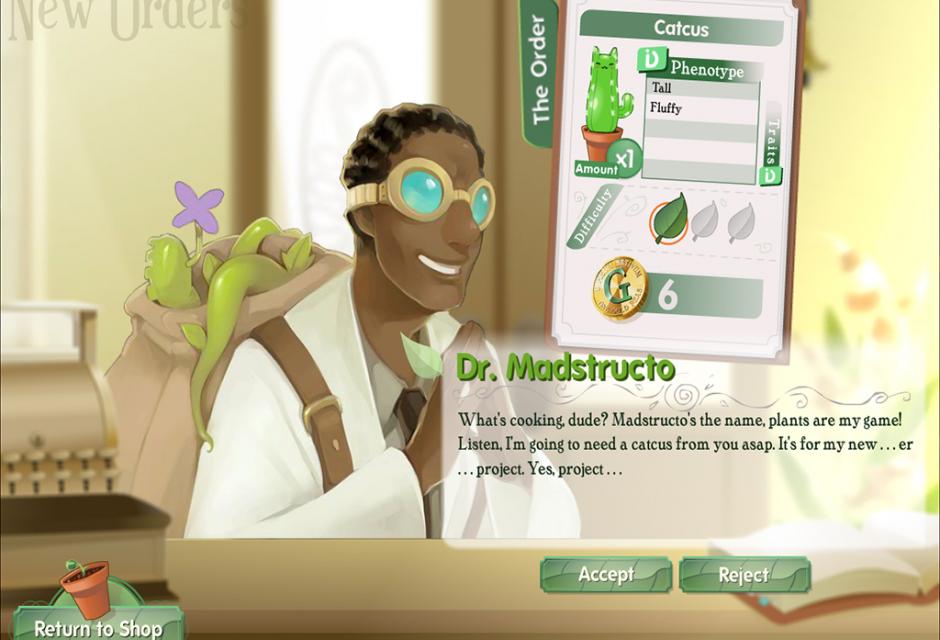 New Orders
The Order
Catcus
Phenotype
Tall
Fluffy
Traits
Amount x1
Difficulty
G
6
Dr. Madstructo
What's cooking, dude? Madstructo's the name, plants are my game!
Listen, I'm going to need a catcus from you asap. It's for my new . . . er
. . . project. Yes, project . . .
Accept
Reject
Return to Shop